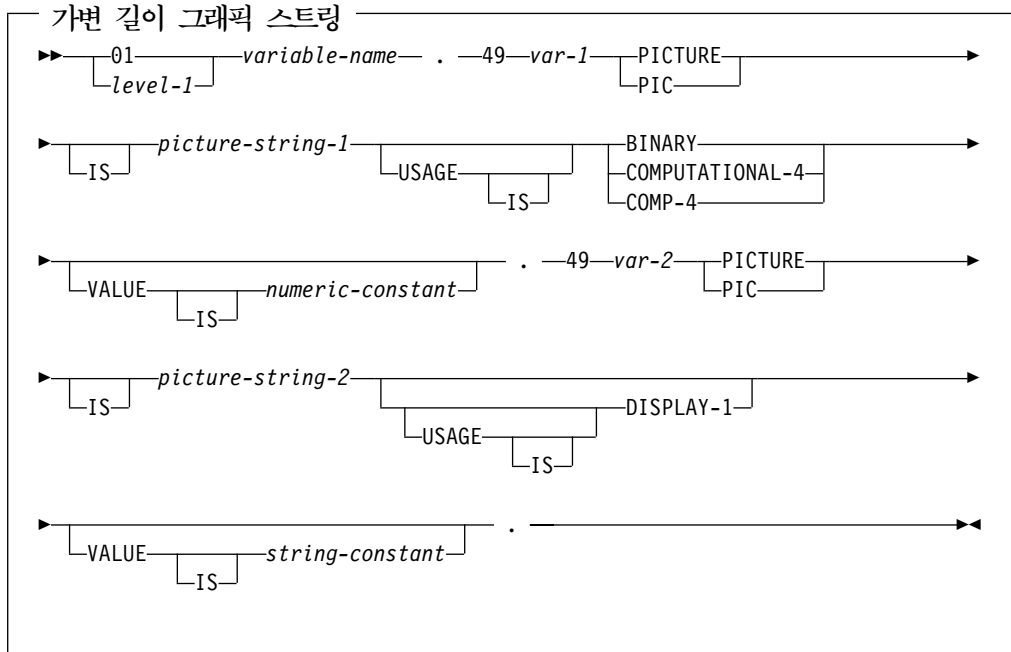 가변 길이 그래픽 스트링
01 variable-name . 49 var-1 PICTURE
level-1 PIC
IS picture-string-1 USAGE IS BINARY
COMPUTATIONAL-4
COMP-4
VALUE IS numeric-constant . 49 var-2 PICTURE
PIC
IS picture-string-2 USAGE IS DISPLAY-1
VALUE IS string-constant .